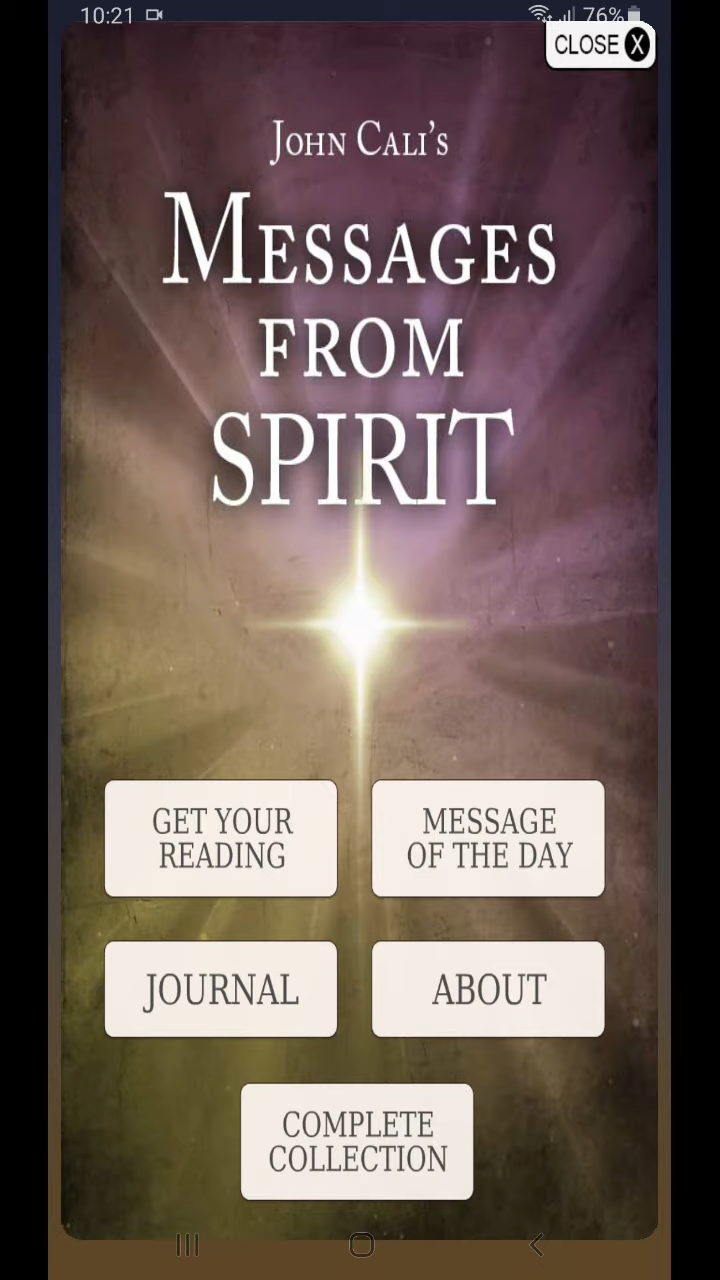 10:21 76%
CLOSE X
John Cali's
Messages
from
SPIRIT
GET YOUR
READING
MESSAGE
OF THE DAY
JOURNAL
ABOUT
COMPLETE
COLLECTION